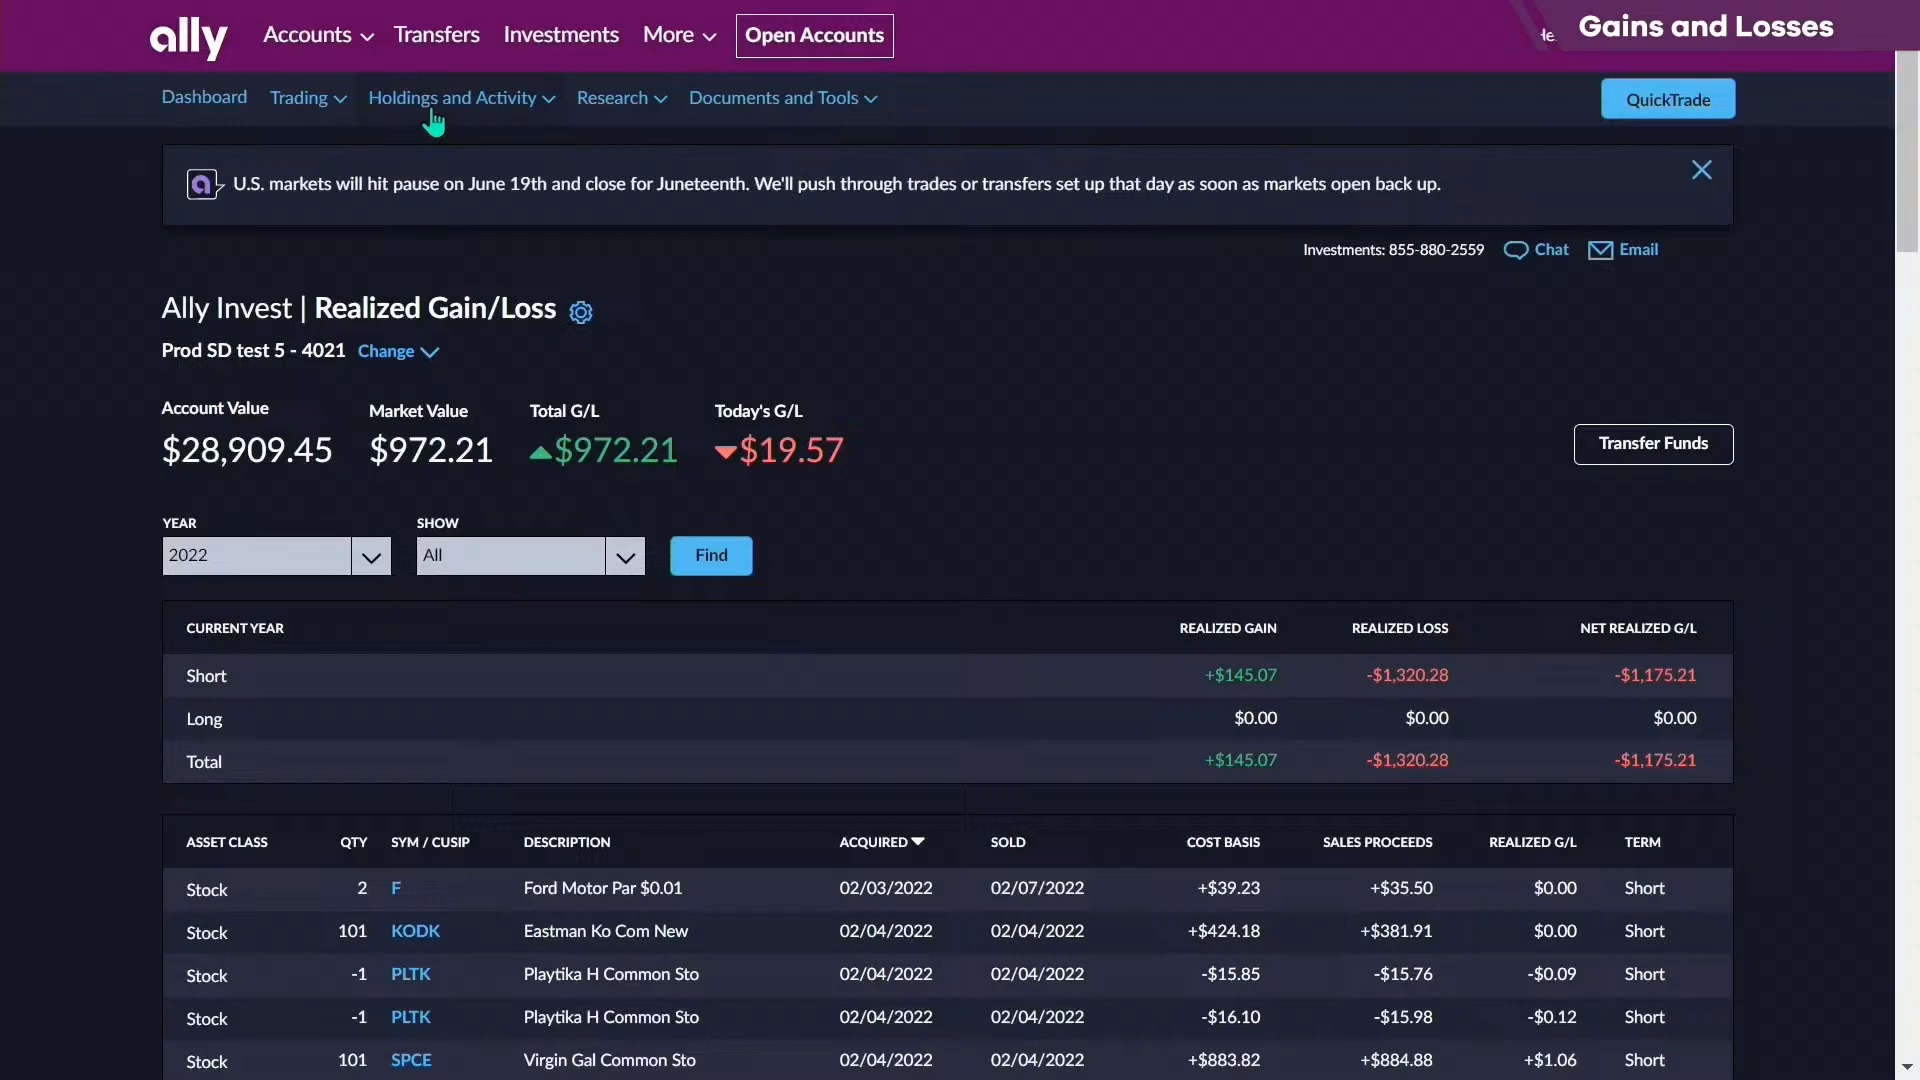 ally Accounts Transfers Investments More Open Accounts
Gains and Losses
Dashboard Trading Holdings and Activity Research Documents and Tools QuickTrade
U.S. markets will hit pause on June 19th and close for Juneteenth. We'll push through trades or transfers set up that day as soon as markets open back up.
Investments: 855-880-2559 Chat Email
Ally Invest | Realized Gain/Loss
Prod SD test 5 - 4021 Change
Account Value Market Value Total G/L Today's G/L
$28,909.45 $972.21 $972.21 $19.57
Transfer Funds
YEAR SHOW
2022 All Find
CURRENT YEAR REALIZED GAIN REALIZED LOSS NET REALIZED G/L
Short +$145.07 -$1,320.28 -$1,175.21
Long $0.00 $0.00 $0.00
Total +$145.07 -$1,320.28 -$1,175.21
ASSET CLASS QTY SYM / CUSIP DESCRIPTION ACQUIRED SOLD COST BASIS SALES PROCEEDS REALIZED G/L TERM
Stock 2 F Ford Motor Par $0.01 02/03/2022 02/07/2022 +$39.23 +$35.50 $0.00 Short
Stock 101 KODK Eastman Ko Com New 02/04/2022 02/04/2022 +$424.18 +$381.91 $0.00 Short
Stock -1 PLTK Playtika H Common Sto 02/04/2022 02/04/2022 -$15.85 -$15.76 -$0.09 Short
Stock -1 PLTK Playtika H Common Sto 02/04/2022 02/04/2022 -$16.10 -$15.98 -$0.12 Short
Stock 101 SPCE Virgin Gal Common Sto 02/04/2022 02/04/2022 +$883.82 +$884.88 +$1.06 Short